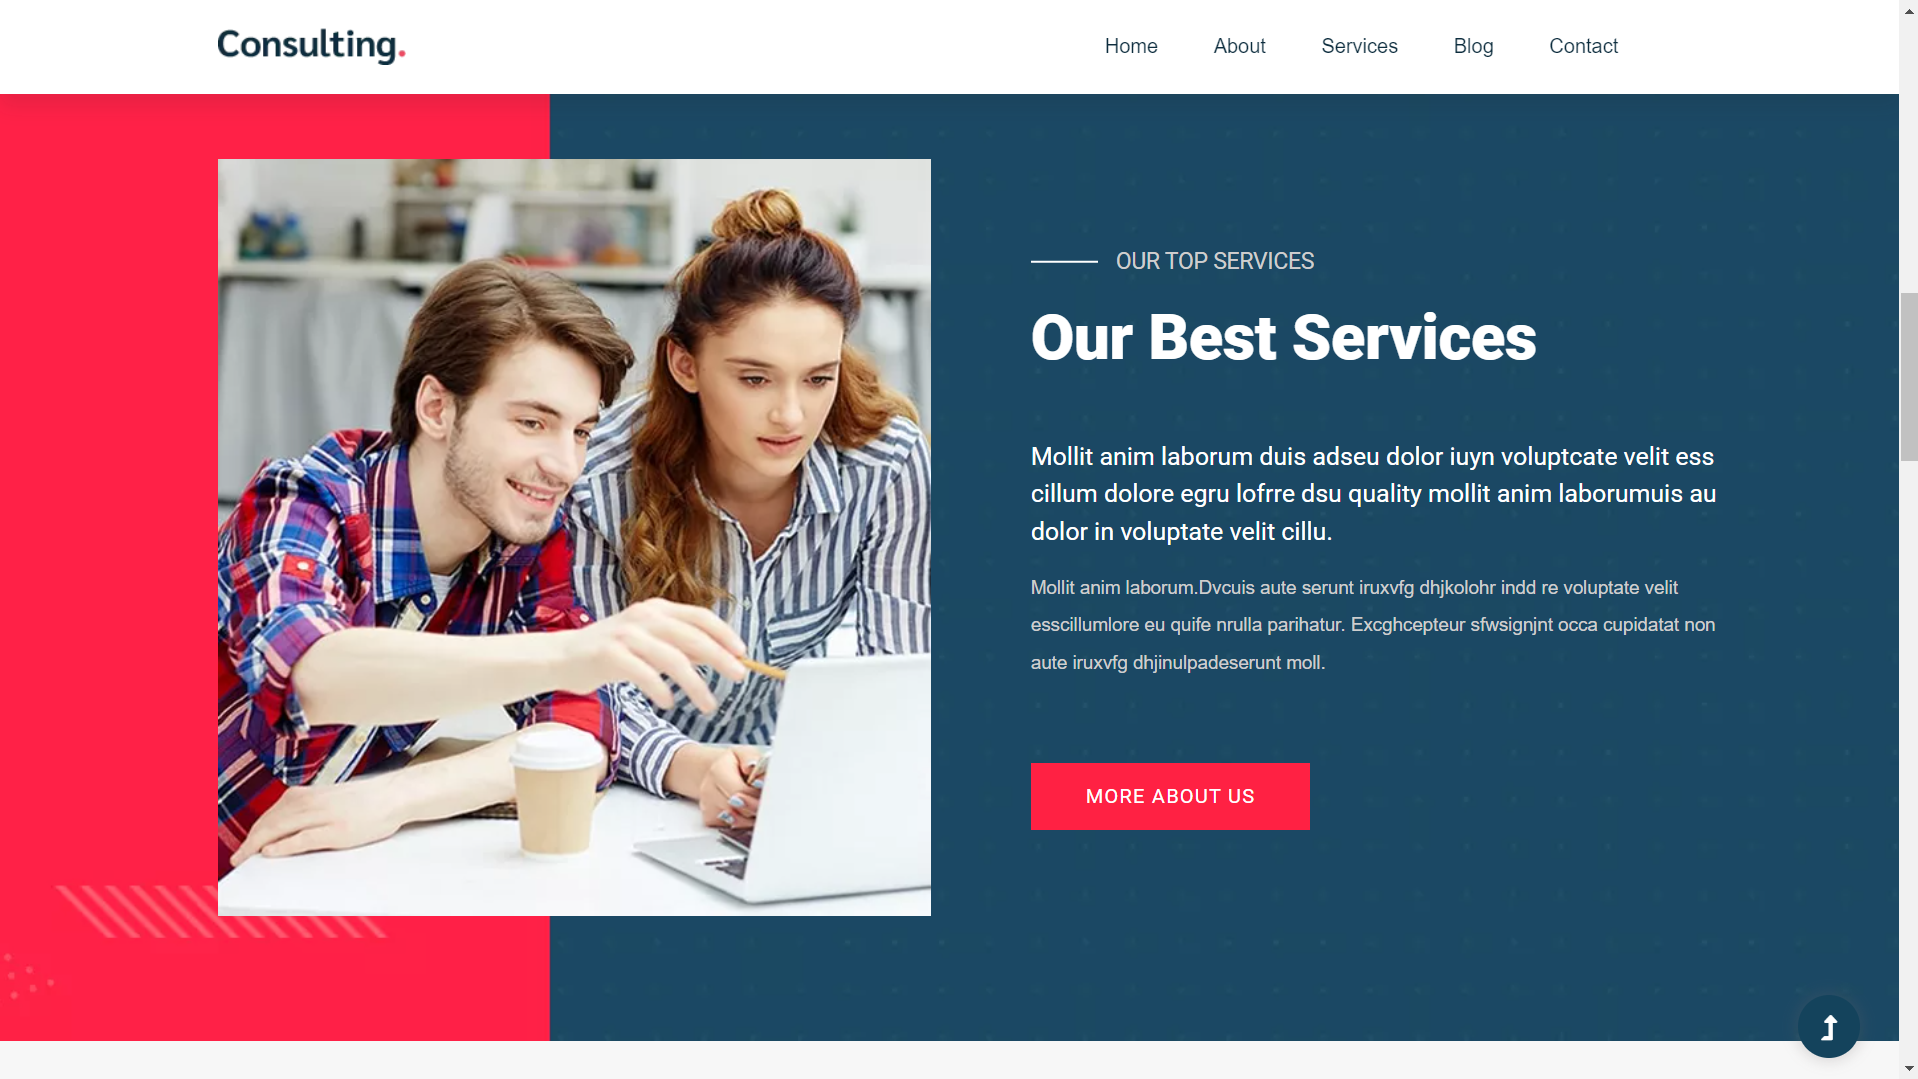 Consulting.
Home About Services Blog Contact
OUR TOP SERVICES
Our Best Services
Mollit anim laborum duis adseu dolor iuyn voluptcate velit ess
cillum dolore egru lofrre dsu quality mollit anim laborumuis au
dolor in voluptate velit cillu.
Mollit anim laborum.Dvcuis aute serunt iruxvfg dhjkolohr indd re voluptate velit
esscillumlore eu quife nrulla parihatur. Excghcepteur sfwsignjnt occa cupidatat non
aute iruxvfg dhjinulpadeserunt moll.
MORE ABOUT US